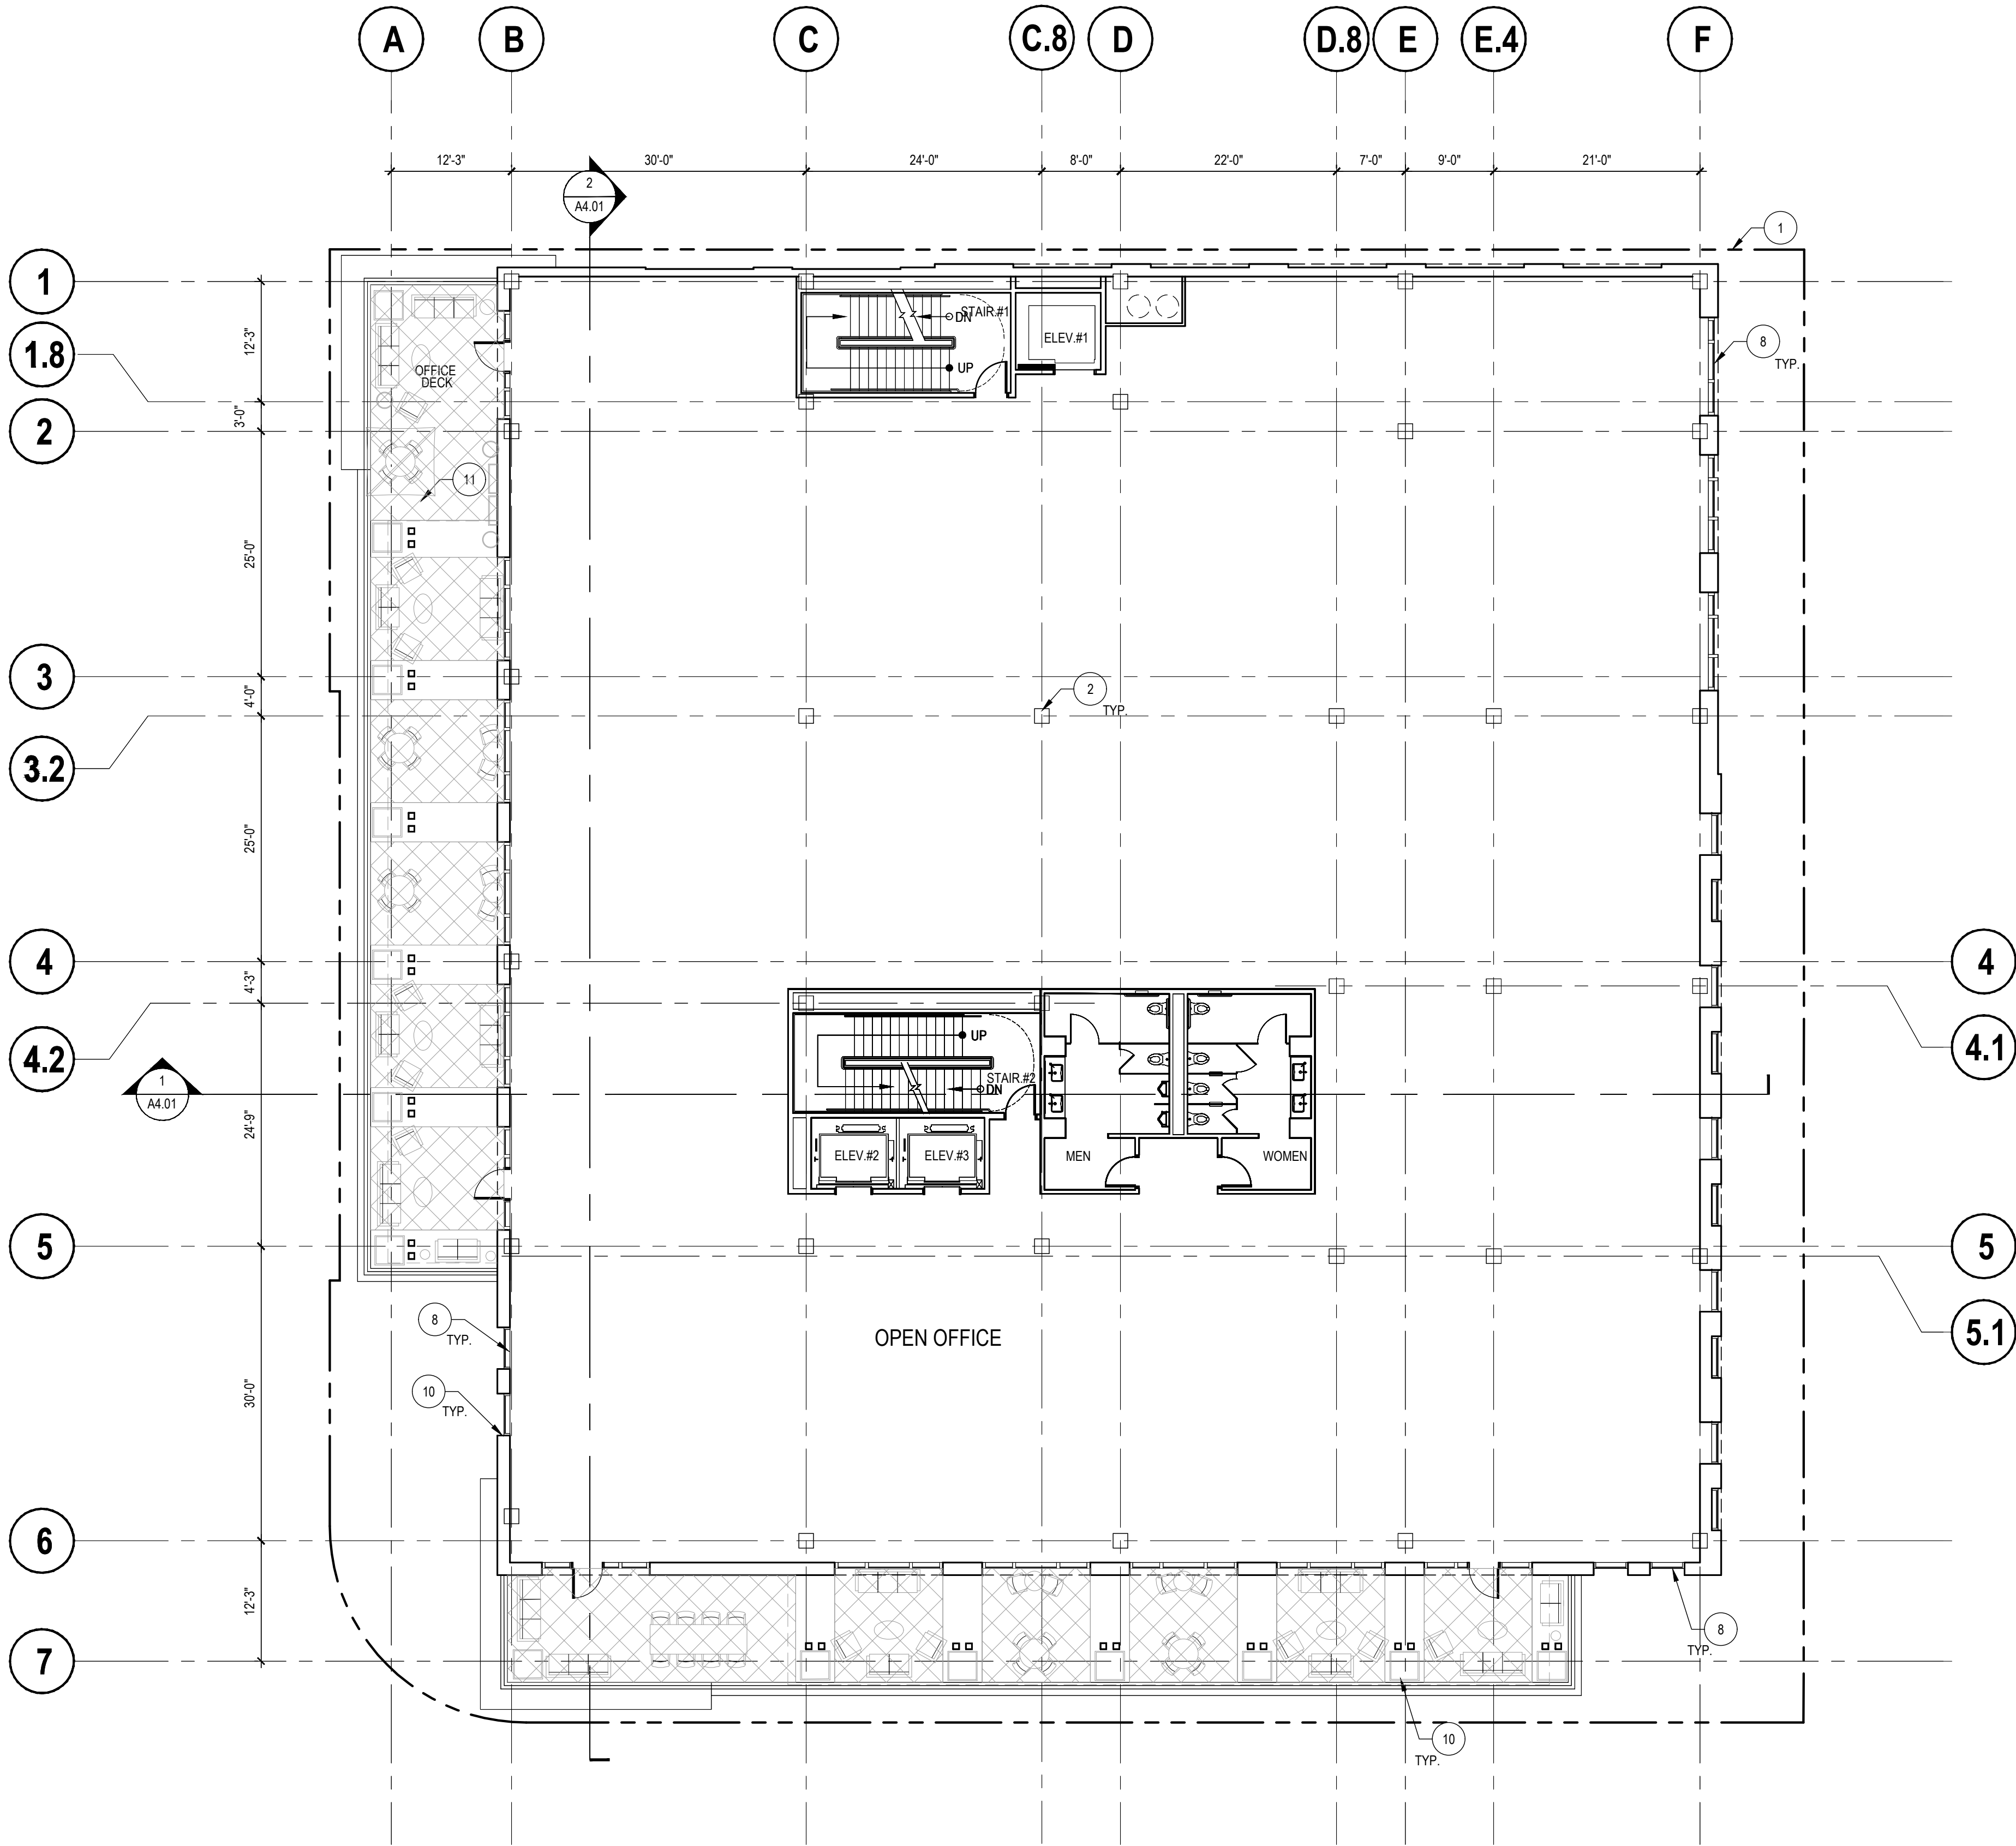 A B C C.8 D D.8 E E.4 F
12'-3" 30'-0" 24'-0" 8'-0" 22'-0" 7'-0" 9'-0" 21'-0"
2
A4.01
1
1
12'-3"
STAIR.#1
DN
UP
ELEV.#1
8
TYP.
1.8
OFFICE
DECK
3'-0"
2
11
25'-0"
3
4'-0"
2
TYP.
3.2
25'-0"
4
4
4'-3"
4.2
4.1
UP
STAIR.#2
DN
1
A4.01
24'-9"
ELEV.#2
ELEV.#3
MEN
WOMEN
5
5
8
TYP.
OPEN OFFICE
5.1
10
TYP.
30'-0"
6
12'-3"
8
TYP.
7
10
TYP.